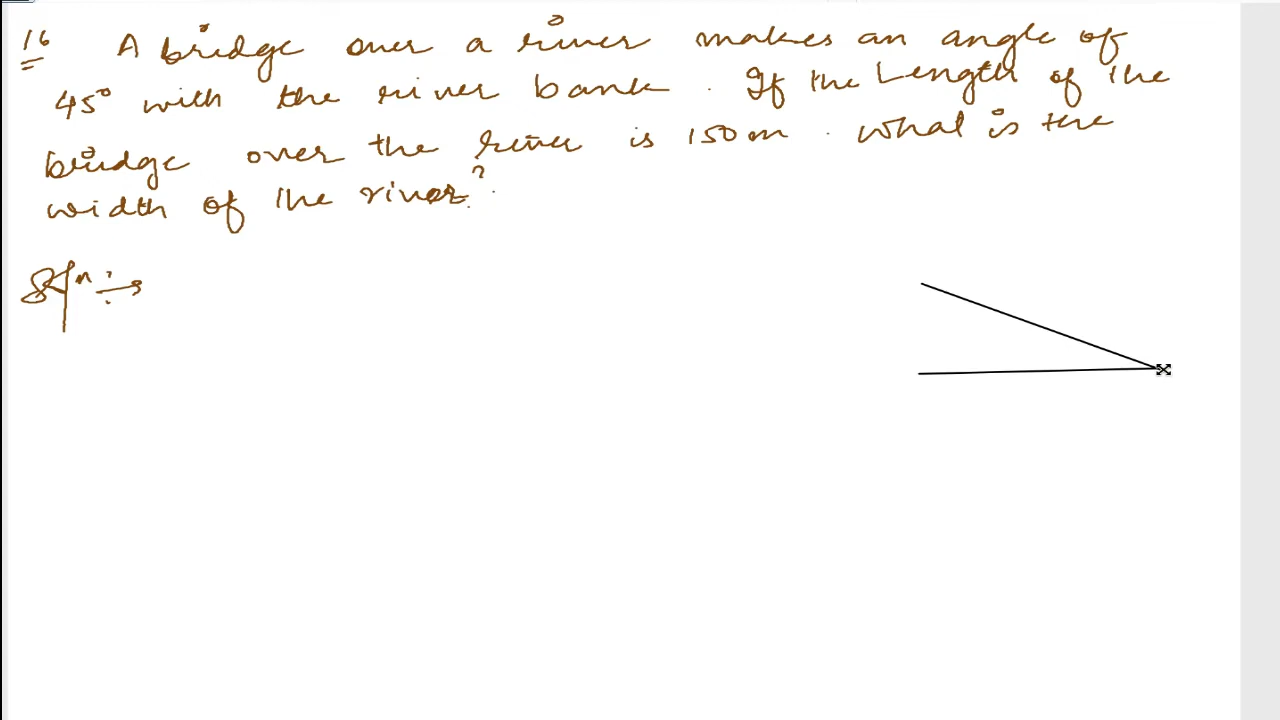 16 A bridge over a river makes an angle of
45° with the river bank. If the Length of the
bridge over the river is 150m. What is the
width of the river?
Sol^n :→